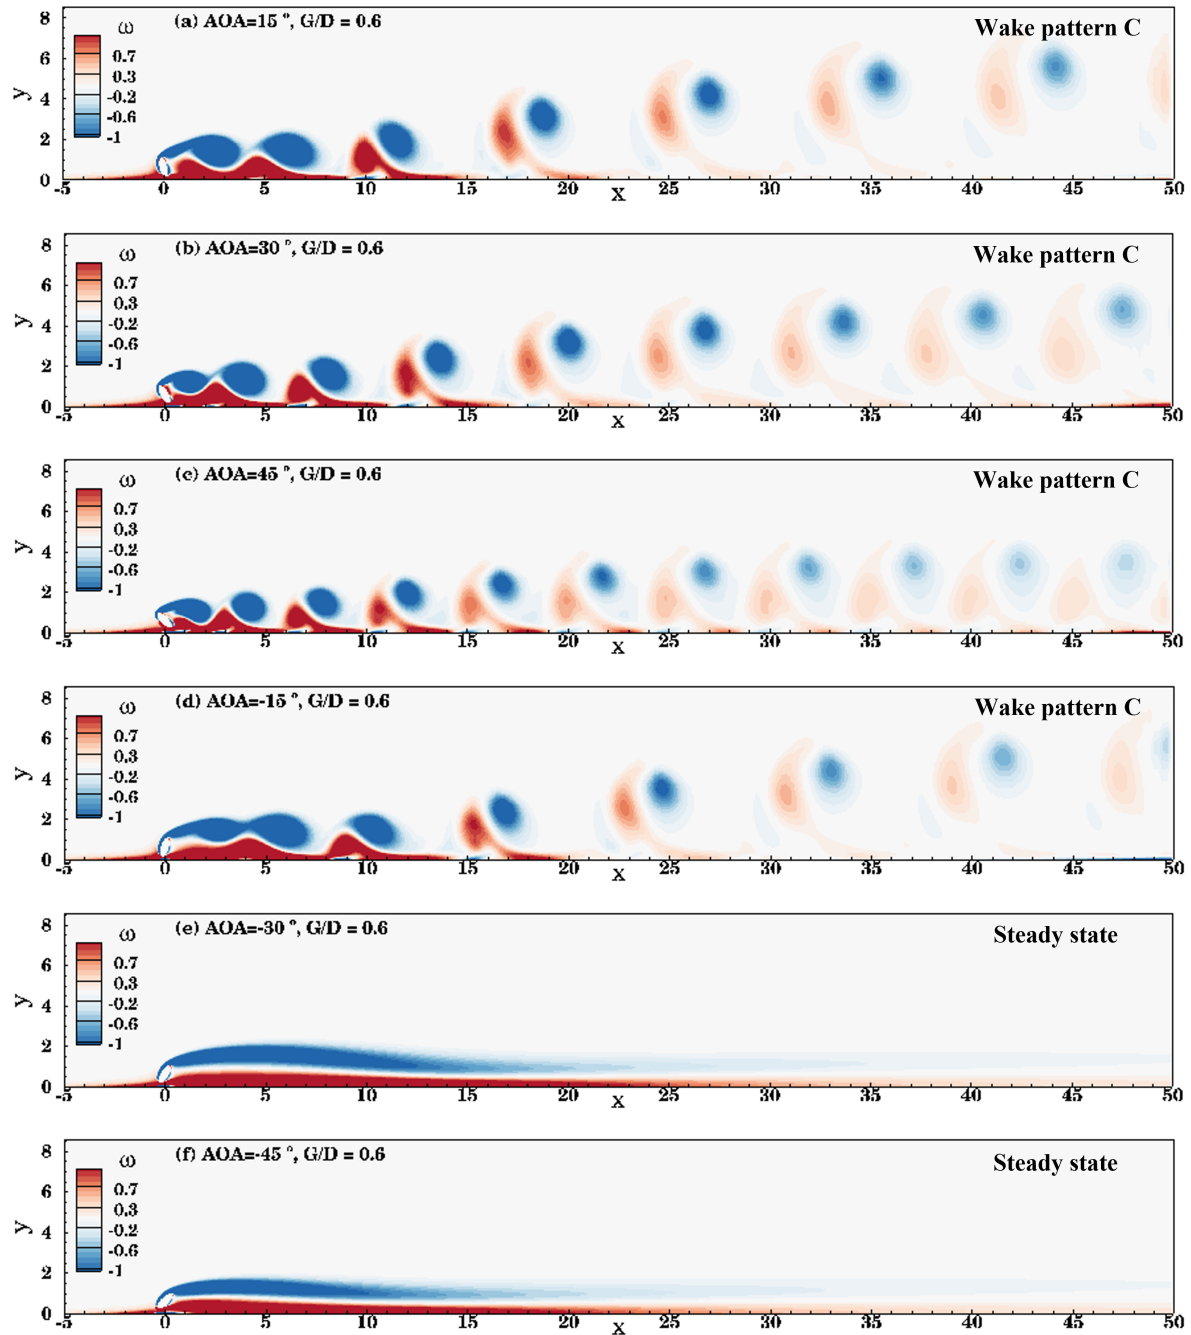 (a) AOA=15 °, G/D = 0.6
Wake pattern C
ω
0.7
0.3
-0.2
-0.6
-1
y
8
6
4
2
0
-5 0 5 10 15 20 25 30 35 40 45 50
x
(b) AOA=30 °, G/D = 0.6
Wake pattern C
ω
0.7
0.3
-0.2
-0.6
-1
y
8
6
4
2
0
-5 0 5 10 15 20 25 30 35 40 45 50
x
(c) AOA=45 °, G/D = 0.6
Wake pattern C
ω
0.7
0.3
-0.2
-0.6
-1
y
8
6
4
2
0
-5 0 5 10 15 20 25 30 35 40 45 50
x
(d) AOA=-15 °, G/D = 0.6
Wake pattern C
ω
0.7
0.3
-0.2
-0.6
-1
y
8
6
4
2
0
-5 0 5 10 15 20 25 30 35 40 45 50
x
(e) AOA=-30 °, G/D = 0.6
Steady state
ω
0.7
0.3
-0.2
-0.6
-1
y
8
6
4
2
0
-5 0 5 10 15 20 25 30 35 40 45 50
x
(f) AOA=-45 °, G/D = 0.6
Steady state
ω
0.7
0.3
-0.2
-0.6
-1
y
8
6
4
2
0
-5 0 5 10 15 20 25 30 35 40 45 50
x